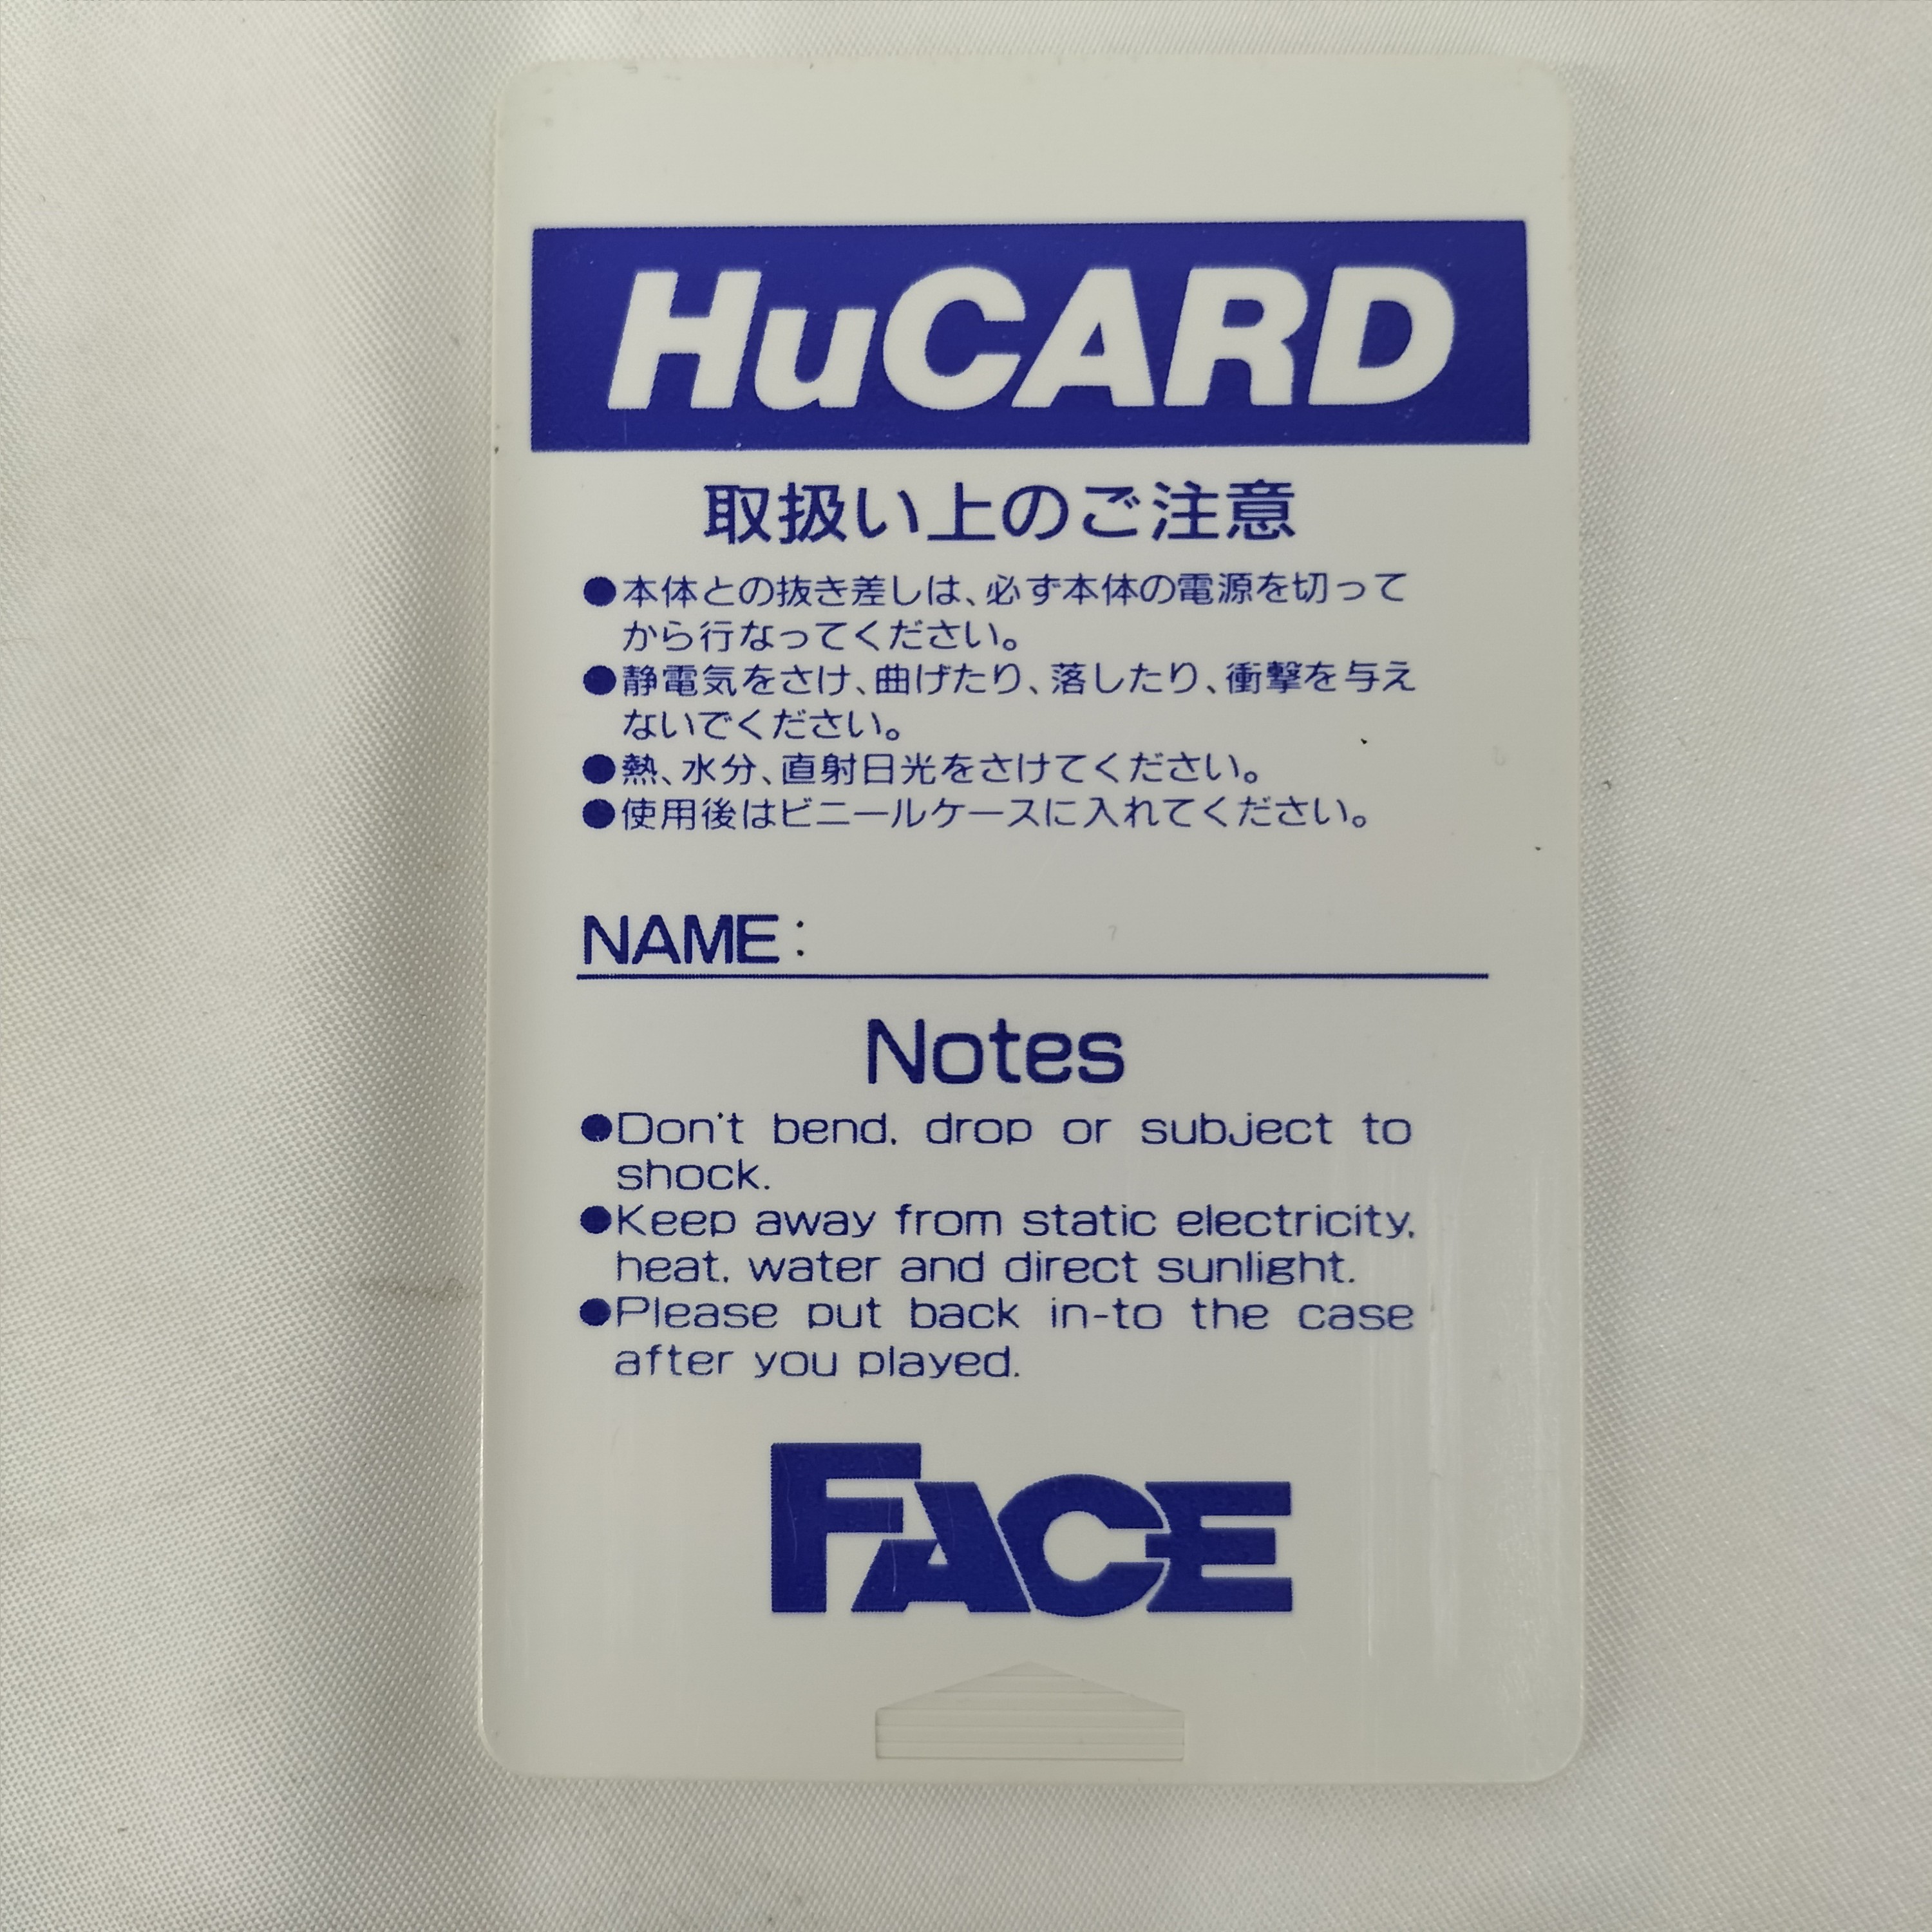 HuCARD
取扱い上のご注意
●本体との抜き差しは、必ず本体の電源を切って
から行なってください。
●静電気をさけ、曲げたり、落したり、衝撃を与え
ないでください。
●熱、水分、直射日光をさけてください。
●使用後はビニールケースに入れてください。
NAME:
Notes
●Don't bend, drop or subject to
shock.
●Keep away from static electricity,
heat, water and direct sunlight.
●Please put back in-to the case
after you played.
FACE